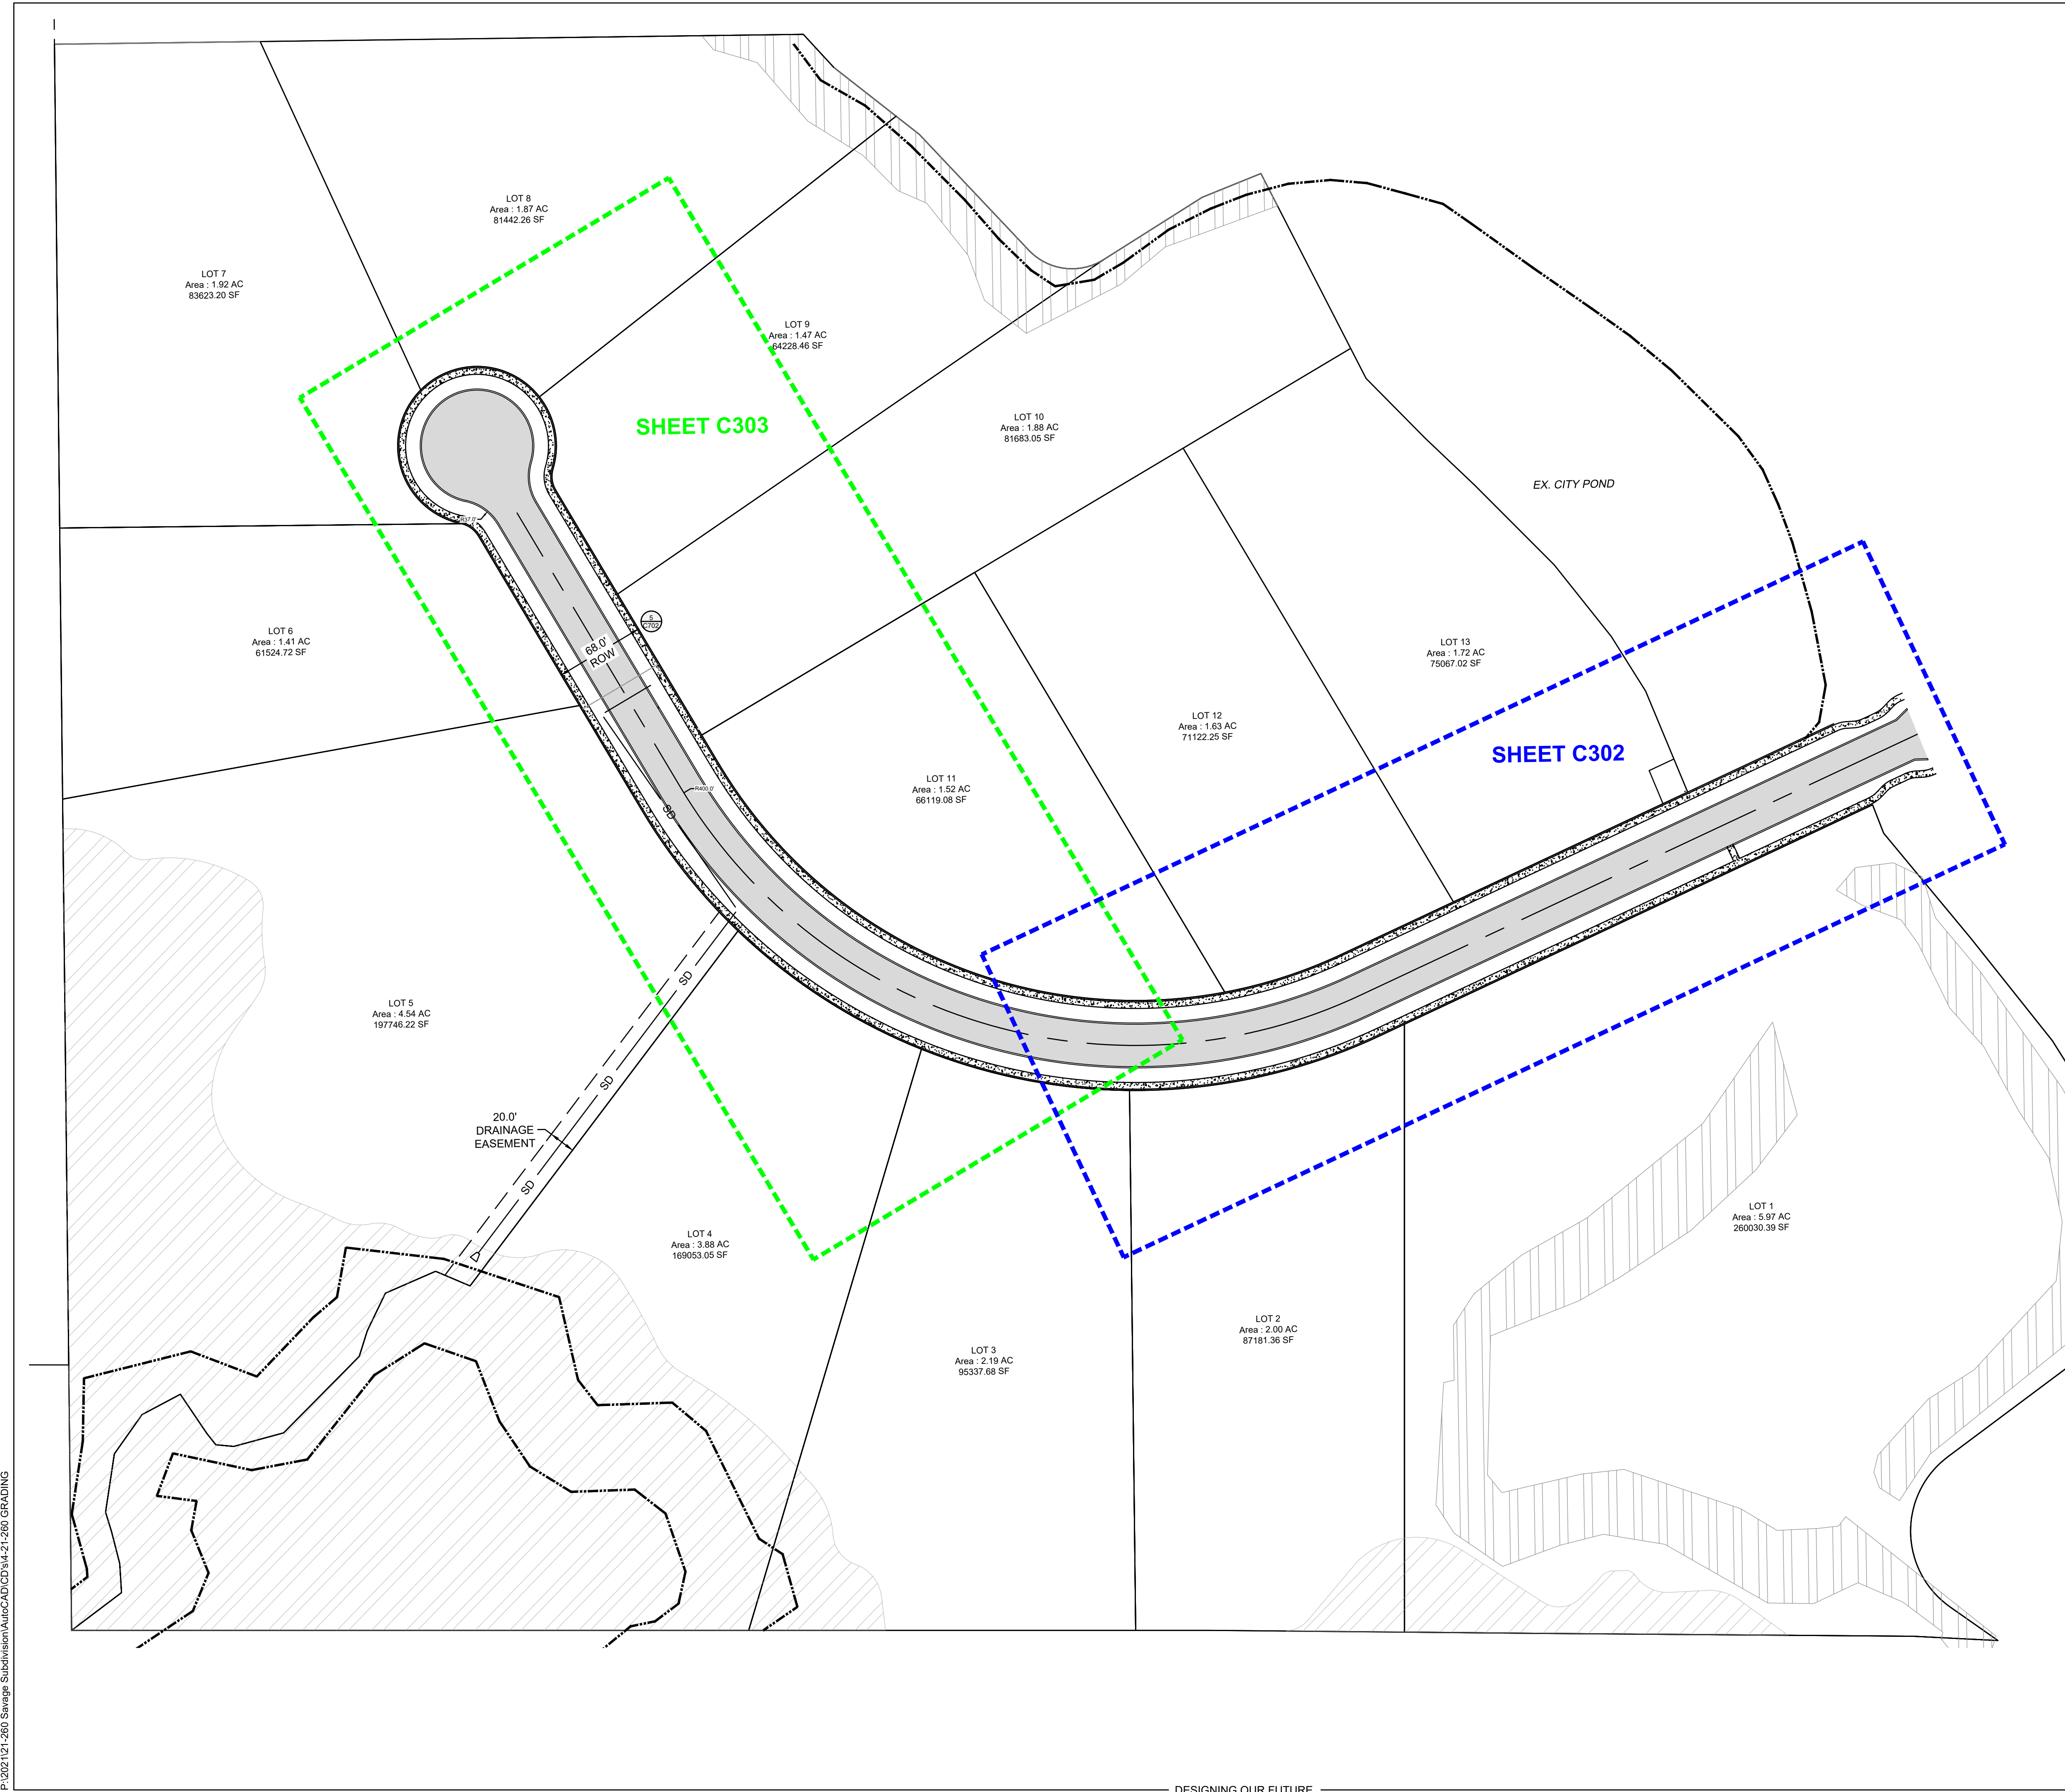 LOT 8
Area : 1.87 AC
81442.26 SF
LOT 7
Area : 1.92 AC
83623.20 SF
LOT 9
Area : 1.47 AC
64228.46 SF
SHEET C303
LOT 10
Area : 1.88 AC
81683.05 SF
EX. CITY POND
R37.0'
LOT 6
Area : 1.41 AC
61524.72 SF
5
C702
68.0'
ROW
LOT 13
Area : 1.72 AC
75067.02 SF
LOT 12
Area : 1.63 AC
71122.25 SF
SHEET C302
LOT 11
Area : 1.52 AC
66119.08 SF
R400.0'
SD
SD
LOT 5
Area : 4.54 AC
197746.22 SF
SD
20.0'
DRAINAGE
EASEMENT
SD
LOT 4
Area : 3.88 AC
169053.05 SF
LOT 1
Area : 5.97 AC
260030.39 SF
LOT 3
Area : 2.19 AC
95337.68 SF
LOT 2
Area : 2.00 AC
87181.36 SF
P:\2021\21-260 Savage Subdivision\AutoCAD\CD's\4-21-260 GRADING
DESIGNING OUR FUTURE